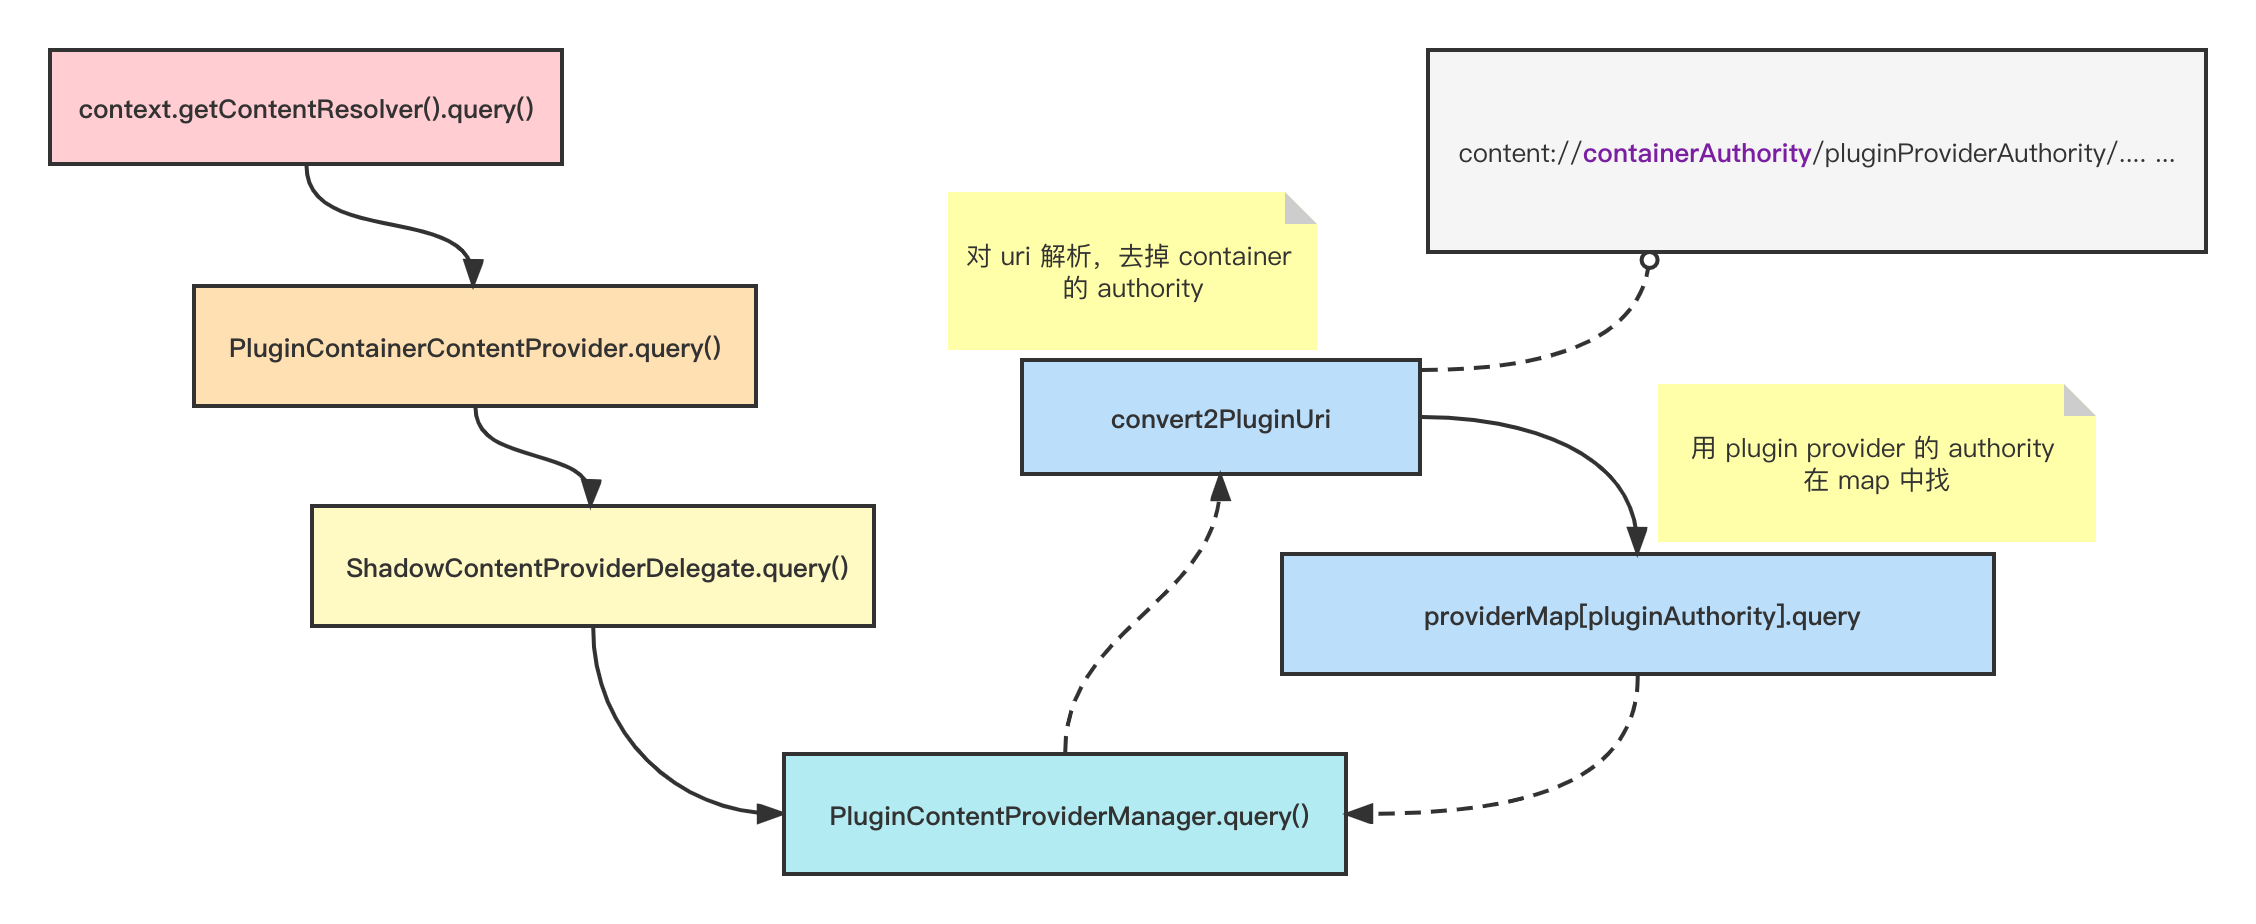 context.getContentResolver().query()
PluginContainerContentProvider.query()
ShadowContentProviderDelegate.query()
PluginContentProviderManager.query()
对 uri 解析，去掉 container
的 authority
convert2PluginUri
content://containerAuthority/pluginProviderAuthority/.... ...
用 plugin provider 的 authority
在 map 中找
providerMap[pluginAuthority].query